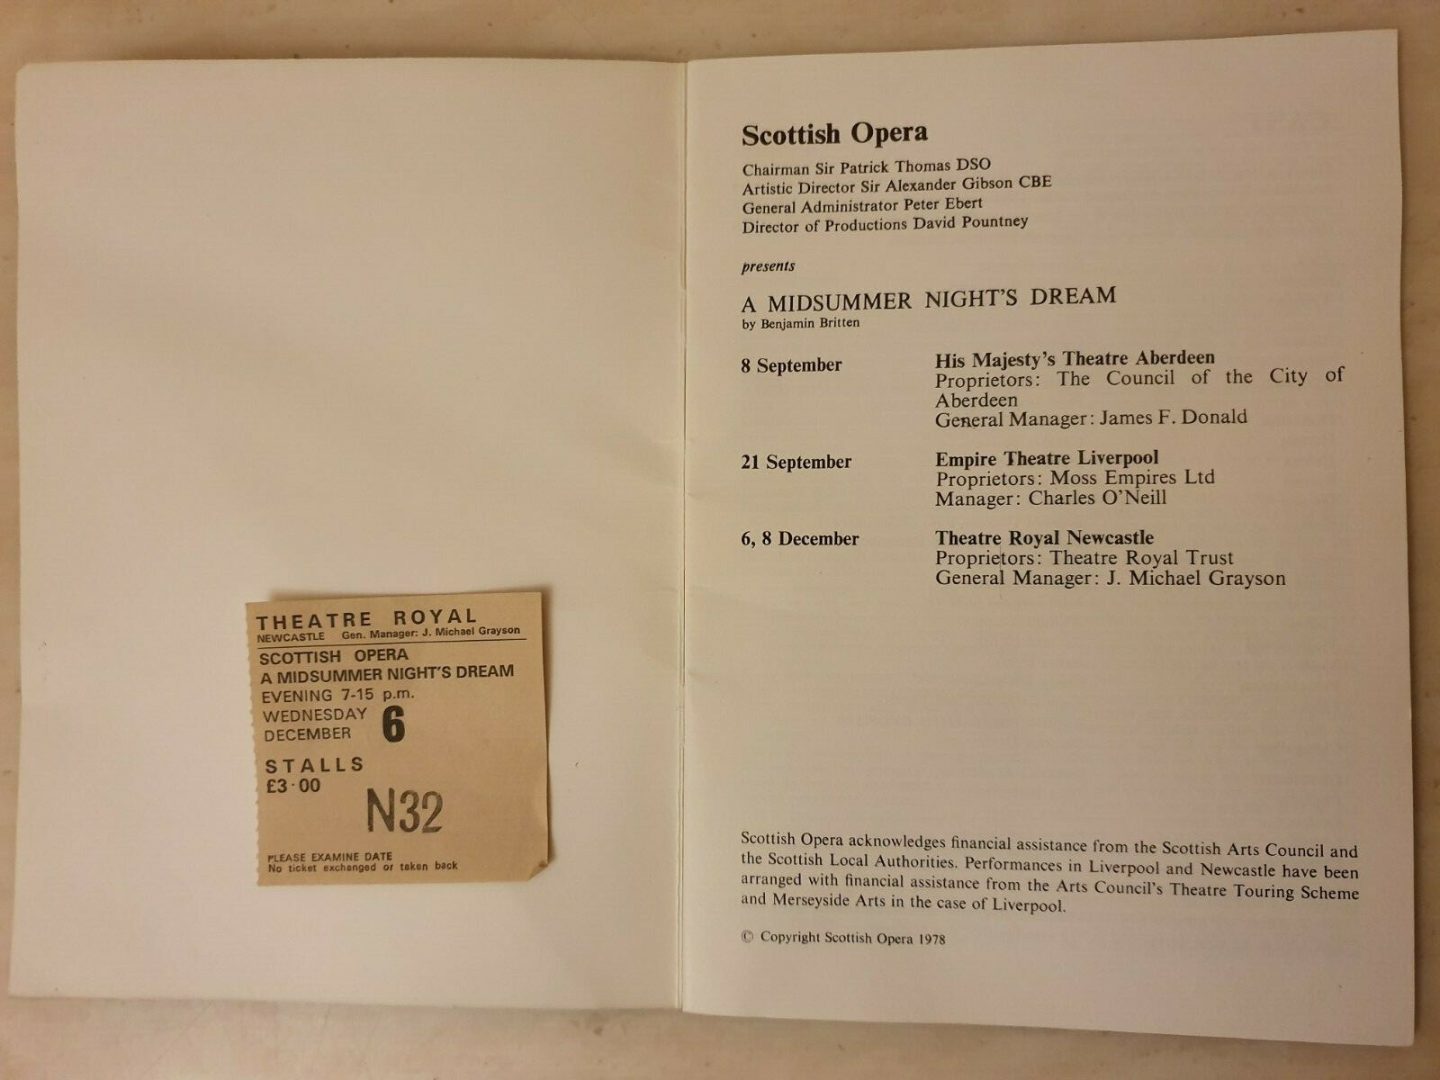 THEATRE ROYAL
NEWCASTLE Gen. Manager: J. Michael Grayson
SCOTTISH OPERA
A MIDSUMMER NIGHT'S DREAM
EVENING 7-15 p.m.
WEDNESDAY
DECEMBER 6
STALLS
£3·00
N32
PLEASE EXAMINE DATE
No ticket exchanged or taken back
Scottish Opera
Chairman Sir Patrick Thomas DSO
Artistic Director Sir Alexander Gibson CBE
General Administrator Peter Ebert
Director of Productions David Pountney
presents
A MIDSUMMER NIGHT'S DREAM
by Benjamin Britten
8 September His Majesty's Theatre Aberdeen
Proprietors: The Council of the City of
Aberdeen
General Manager: James F. Donald
21 September Empire Theatre Liverpool
Proprietors: Moss Empires Ltd
Manager: Charles O'Neill
6, 8 December Theatre Royal Newcastle
Proprietors: Theatre Royal Trust
General Manager: J. Michael Grayson
Scottish Opera acknowledges financial assistance from the Scottish Arts Council and
the Scottish Local Authorities. Performances in Liverpool and Newcastle have been
arranged with financial assistance from the Arts Council's Theatre Touring Scheme
and Merseyside Arts in the case of Liverpool.
© Copyright Scottish Opera 1978